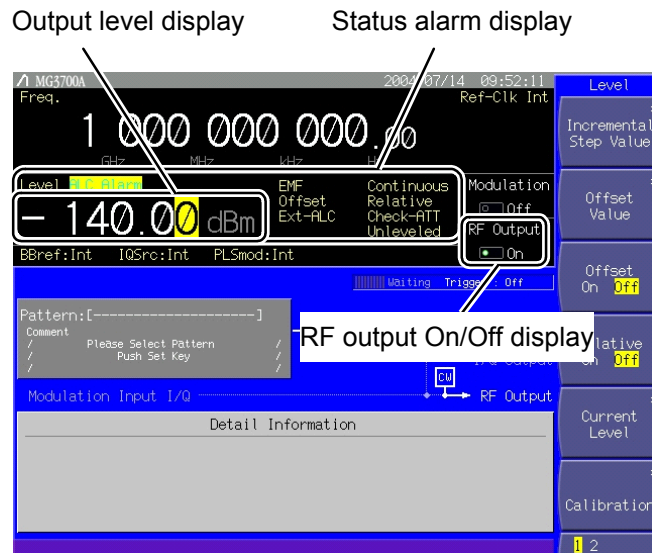 Output level display
Status alarm display
MG3700A
2004/07/14 09:52:11
Level
Freq.
Ref-Clk Int
1 000 000 000.00
GHz MHz kHz
Incremental
Step Value
Level ALC Alarm
EMF
Offset
Ext-ALC
Continuous
Relative
Check-ATT
Unleveled
Modulation
Off
- 140.00 dBm
RF Output
On
Offset
Value
BBref:Int IQSrc:Int PLSmod:Int
Offset
On Off
Waiting Trigger: Off
Pattern:[---------------------]
Comment
/ Please Select Pattern /
/ Push Set Key /
/ /
RF output On/Off display
Off
CW
Modulation Input I/Q
RF Output
Current
Level
Detail Information
Calibration
1 2